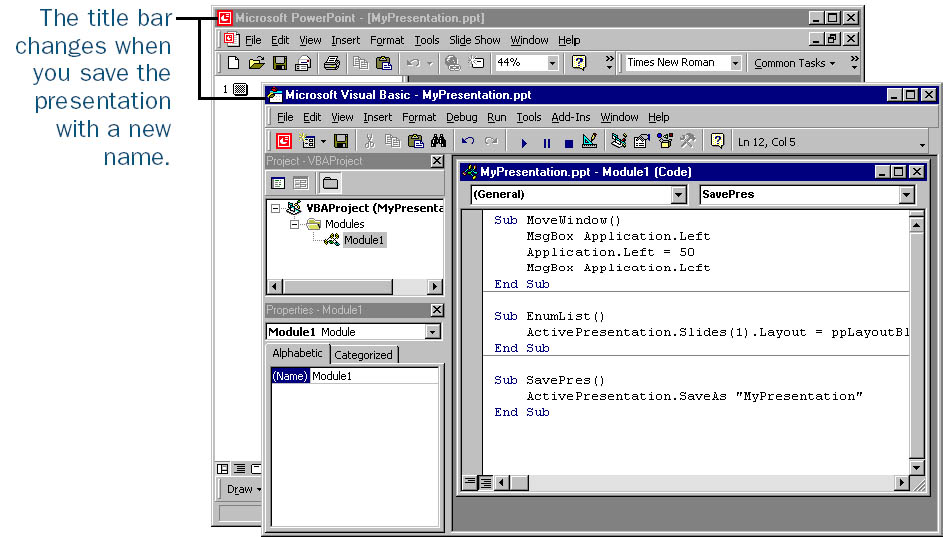 The title bar
changes when
you save the
presentation
with a new
name.
Microsoft PowerPoint - [MyPresentation.ppt]
File Edit View Insert Format Tools Slide Show Window Help
44% Times New Roman Common Tasks
1
Microsoft Visual Basic - MyPresentation.ppt
File Edit View Insert Format Debug Run Tools Add-Ins Window Help
Ln 12, Col 5
Project - VBAProject
VBAProject (MyPresenta
Modules
Module1
Properties - Module1
Module1 Module
Alphabetic Categorized
(Name) Module1
MyPresentation.ppt - Module1 (Code)
(General) SavePres
Sub MoveWindow()
MsgBox Application.Left
Application.Left = 50
MsgBox Application.Left
End Sub
Sub EnumList()
ActivePresentation.Slides(1).Layout = ppLayoutBl
End Sub
Sub SavePres()
ActivePresentation.SaveAs "MyPresentation"
End Sub
Draw